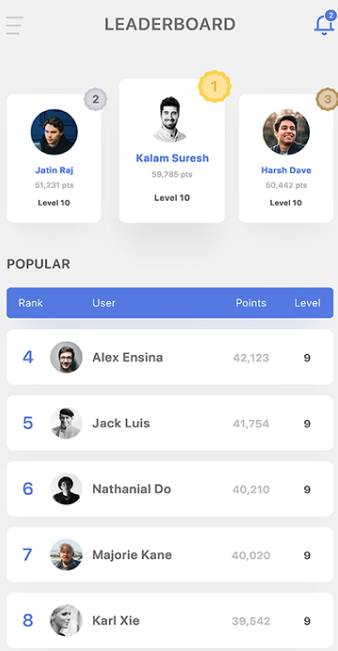 LEADERBOARD
2
2
1
3
Jatin Raj
51,231 pts
Level 10
Kalam Suresh
59,785 pts
Level 10
Harsh Dave
50,442 pts
Level 10
POPULAR
Rank User Points Level
4 Alex Ensina 42,123 9
5 Jack Luis 41,754 9
6 Nathanial Do 40,210 9
7 Majorie Kane 40,020 9
8 Karl Xie 39,542 9